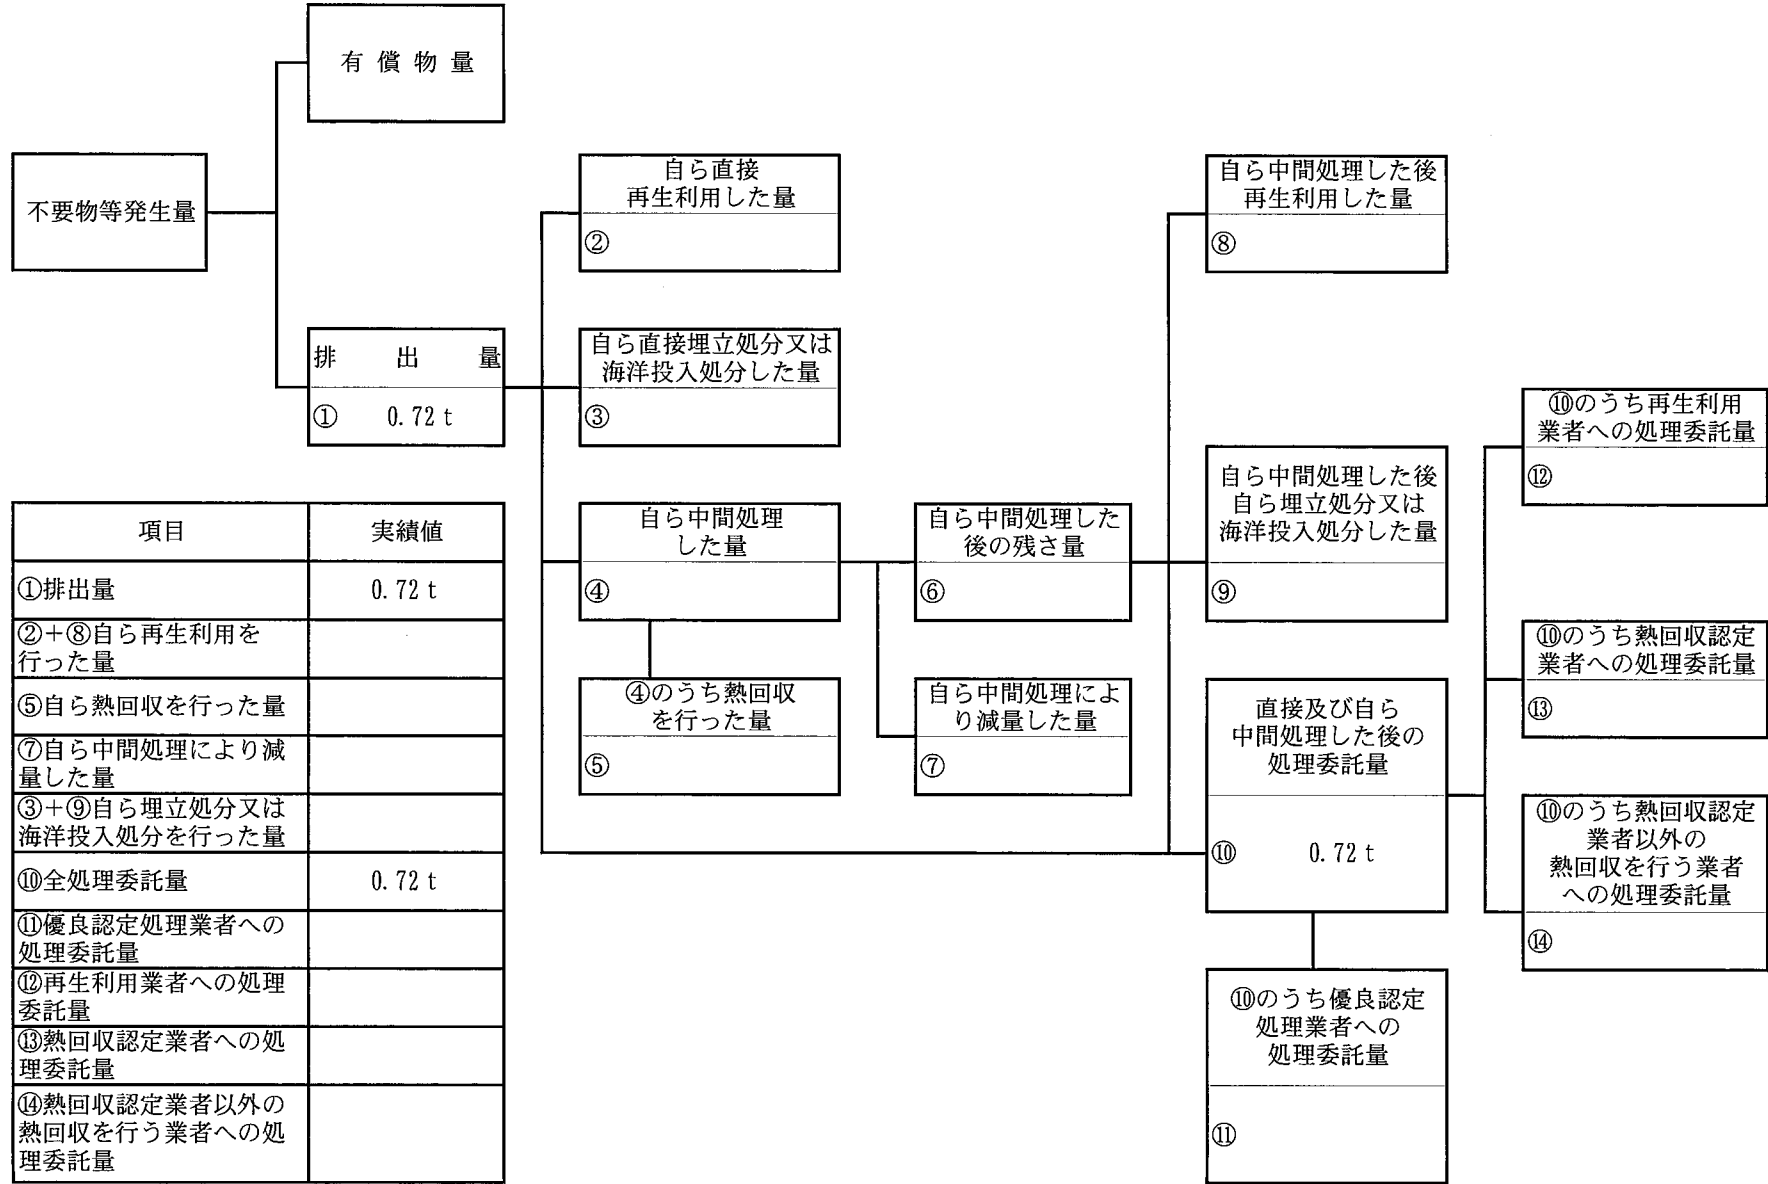 有償物量
不要物等発生量
排出量
① 0.72 t
自ら直接
再生利用した量
②
自ら直接埋立処分又は
海洋投入処分した量
③
自ら中間処理
した量
④
④のうち熱回収
を行った量
⑤
自ら中間処理した
後の残さ量
⑥
自ら中間処理によ
り減量した量
⑦
自ら中間処理した後
再生利用した量
⑧
自ら中間処理した後
自ら埋立処分又は
海洋投入処分した量
⑨
直接及び自ら
中間処理した後の
処理委託量
⑩ 0.72 t
⑩のうち優良認定
処理業者への
処理委託量
⑪
⑩のうち再生利用
業者への処理委託量
⑫
⑩のうち熱回収認定
業者への処理委託量
⑬
⑩のうち熱回収認定
業者以外の
熱回収を行う業者
への処理委託量
⑭
項目 実績値
①排出量 0.72 t
②+⑧自ら再生利用を
行った量
⑤自ら熱回収を行った量
⑦自ら中間処理により減
量した量
③+⑨自ら埋立処分又は
海洋投入処分を行った量
⑩全処理委託量 0.72 t
⑪優良認定処理業者への
処理委託量
⑫再生利用業者への処理
委託量
⑬熱回収認定業者への処
理委託量
⑭熱回収認定業者以外の
熱回収を行う業者への処
理委託量